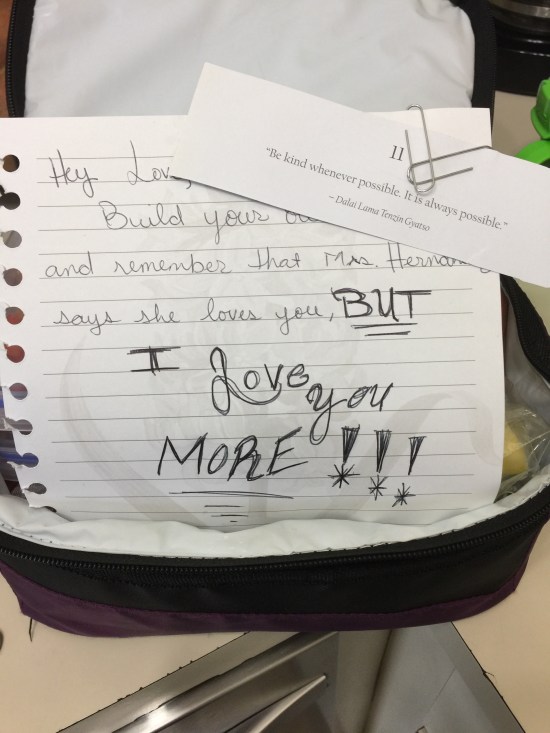 11
"Be kind whenever possible. It is always possible."
~ Dalai Lama Tenzin Gyatso
Hey Love,
Build your
and remember that Mrs.
says she loves you, BUT
I Love you
MORE !!!